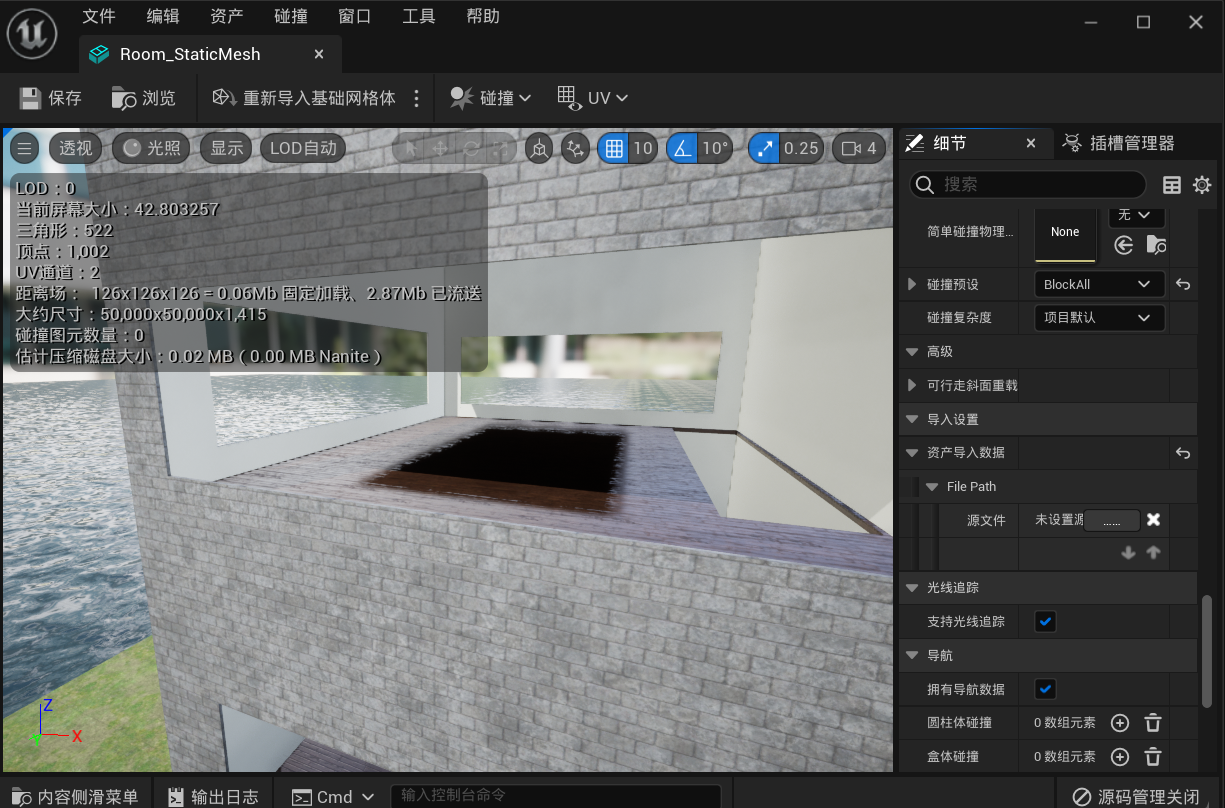 文件 编辑 资产 碰撞 窗口 工具 帮助
Room_StaticMesh
保存 浏览 重新导入基础网格体 碰撞 UV
透视 光照 显示 LOD自动 10 10° 0.25 4
LOD：0
当前屏幕大小：42.803257
三角形：522
顶点：1,002
UV通道：2
距离场： 126x126x126 = 0.06Mb 固定加载、2.87Mb 已流送
大约尺寸：50,000x50,000x1,415
碰撞图元数量：0
估计压缩磁盘大小：0.02 MB ( 0.00 MB Nanite )
Z
X
细节 插槽管理器
搜索
无
简单碰撞物理... None
碰撞预设 BlockAll
碰撞复杂度 项目默认
高级
可行走斜面重载
导入设置
资产导入数据
File Path
源文件 未设置源 ......
光线追踪
支持光线追踪
导航
拥有导航数据
圆柱体碰撞 0 数组元素
盒体碰撞 0 数组元素
内容侧滑菜单 输出日志 Cmd 输入控制台命令 源码管理关闭